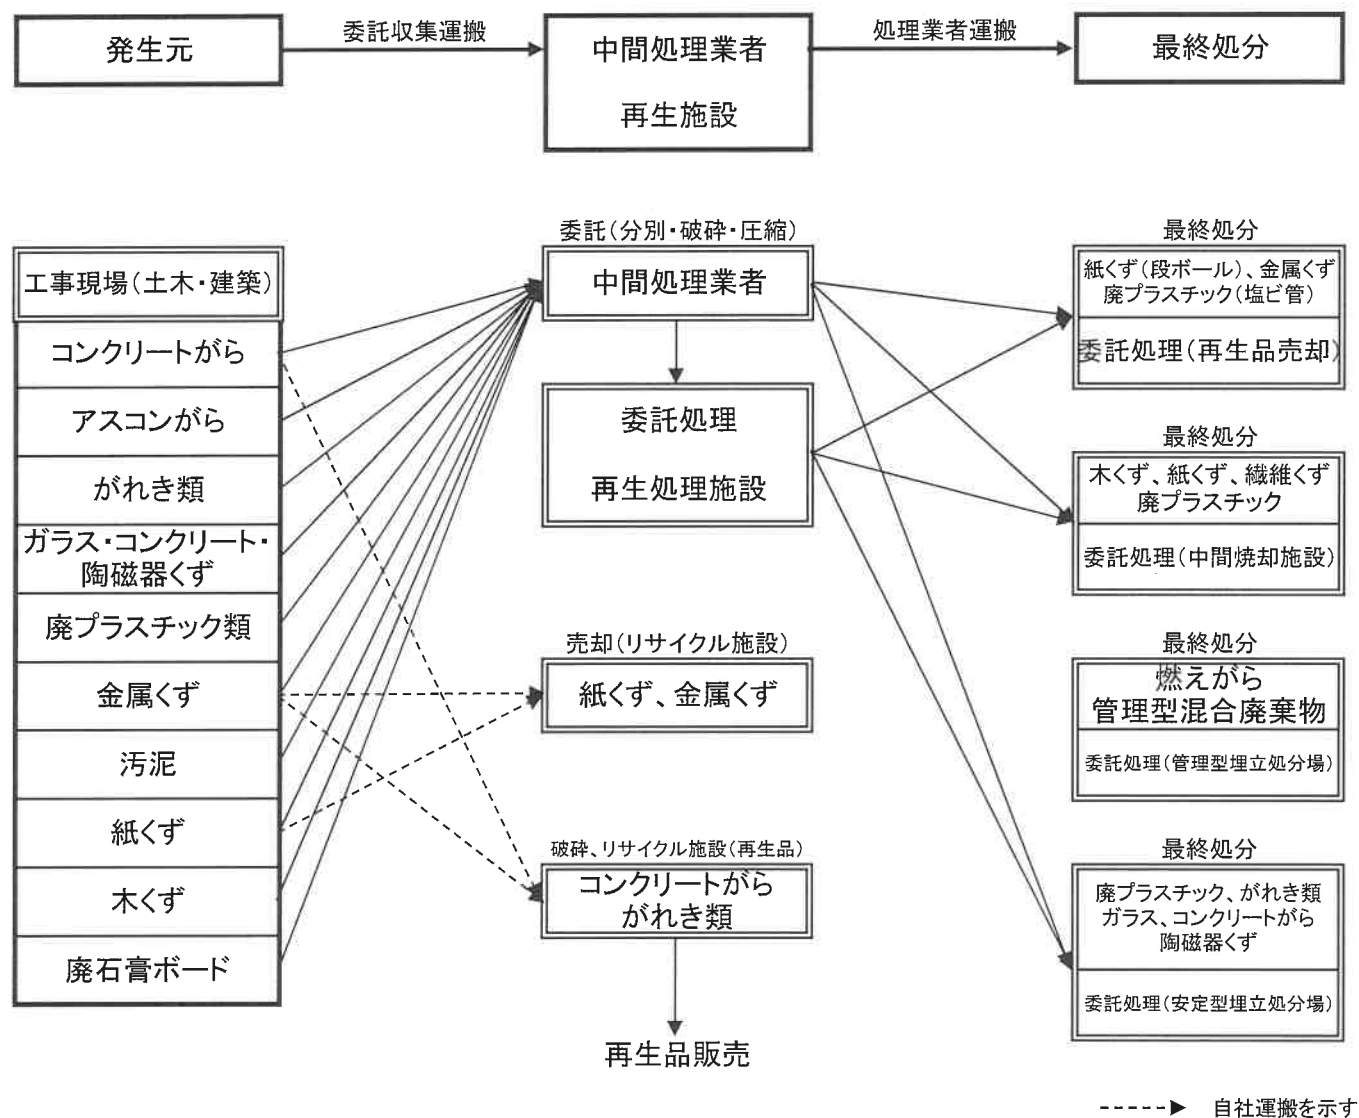 発生元
委託収集運搬
中間処理業者
再生施設
処理業者運搬
最終処分
工事現場(土木・建築)
コンクリートがら
アスコンがら
がれき類
ガラス・コンクリート・
陶磁器くず
廃プラスチック類
金属くず
汚泥
紙くず
木くず
廃石膏ボード
委託(分別・破砕・圧縮)
中間処理業者
委託処理
再生処理施設
売却(リサイクル施設)
紙くず、金属くず
破砕、リサイクル施設(再生品)
コンクリートがら
がれき類
再生品販売
最終処分
紙くず(段ボール)、金属くず
廃プラスチック(塩ビ管)
委託処理(再生品売却)
最終処分
木くず、紙くず、繊維くず
廃プラスチック
委託処理(中間焼却施設)
最終処分
燃えがら
管理型混合廃棄物
委託処理(管理型埋立処分場)
最終処分
廃プラスチック、がれき類
ガラス、コンクリートがら
陶磁器くず
委託処理(安定型埋立処分場)
自社運搬を示す